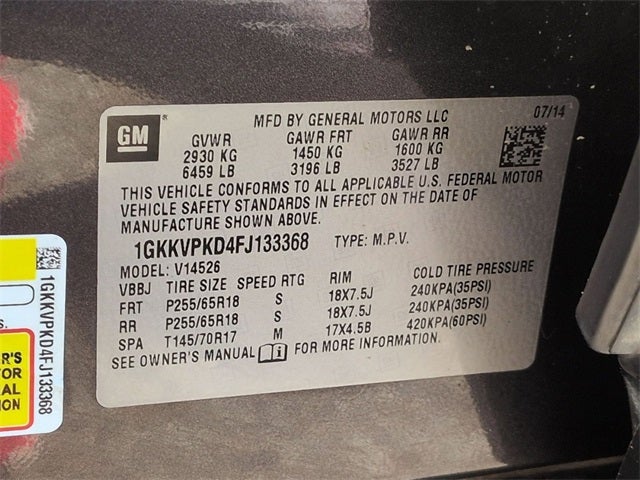 GM
MFD BY GENERAL MOTORS LLC 07/14
GVWR GAWR FRT GAWR RR
2930 KG 1450 KG 1600 KG
6459 LB 3196 LB 3527 LB
THIS VEHICLE CONFORMS TO ALL APPLICABLE U.S. FEDERAL MOTOR
VEHICLE SAFETY STANDARDS IN EFFECT ON THE DATE OF
MANUFACTURE SHOWN ABOVE.
1GKKVPKD4FJ133368 TYPE: M.P.V.
MODEL: V14526
VBBJ TIRE SIZE SPEED RTG RIM COLD TIRE PRESSURE
FRT P255/65R18 S 18X7.5J 240KPA(35PSI)
RR P255/65R18 S 18X7.5J 240KPA(35PSI)
SPA T145/70R17 M 17X4.5B 420KPA(60PSI)
SEE OWNER'S MANUAL FOR MORE INFORMATION.
1GKKVPKD4FJ133368
s.
R'S
TOR
AL
ION